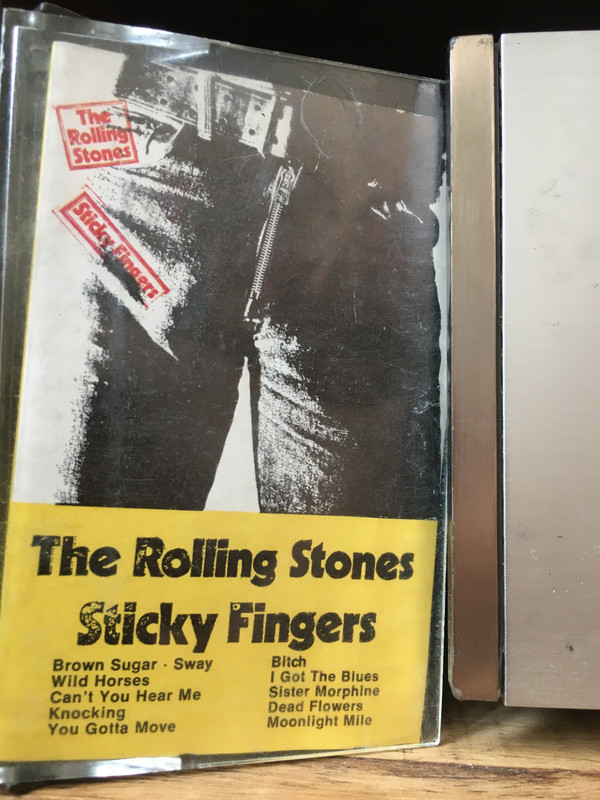 The
Rolling
Stones
Sticky Fingers
The Rolling Stones
Sticky Fingers
Brown Sugar - Sway
Wild Horses
Can't You Hear Me
Knocking
You Gotta Move
Bitch
I Got The Blues
Sister Morphine
Dead Flowers
Moonlight Mile